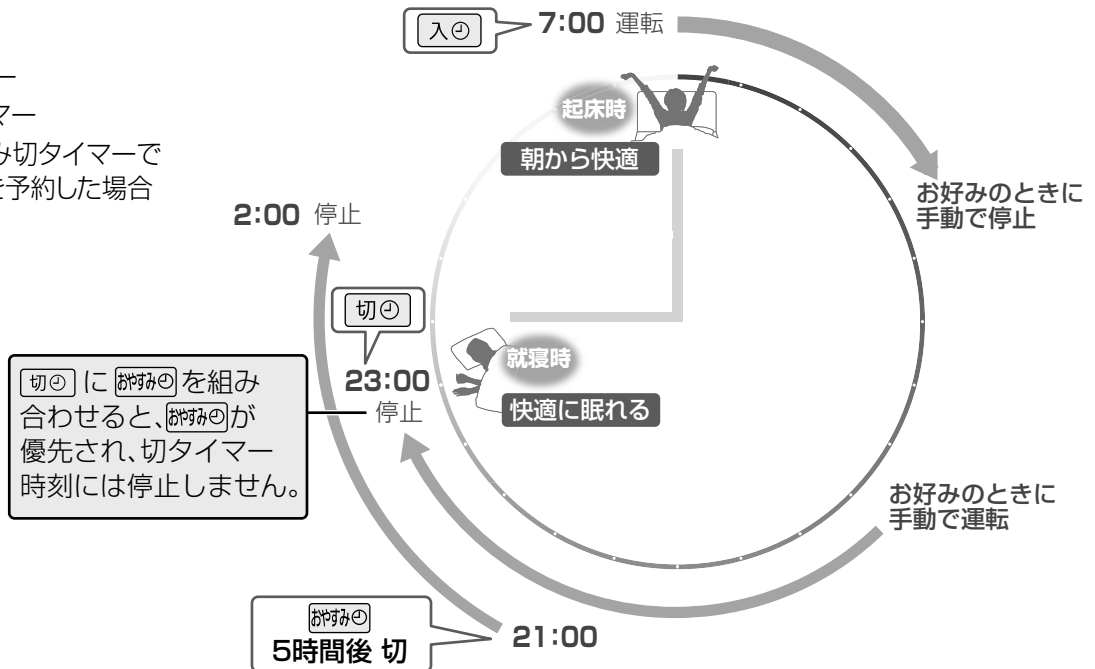 入
7:00 運転
ー
マー
み切タイマーで
を予約した場合
起床時
朝から快適
お好みのときに
手動で停止
2:00 停止
切
23:00
停止
就寝時
快適に眠れる
切 に おやすみ を組み
合わせると、おやすみ が
優先され、切タイマー
時刻には停止しません。
お好みのときに
手動で運転
おやすみ
5時間後 切
21:00